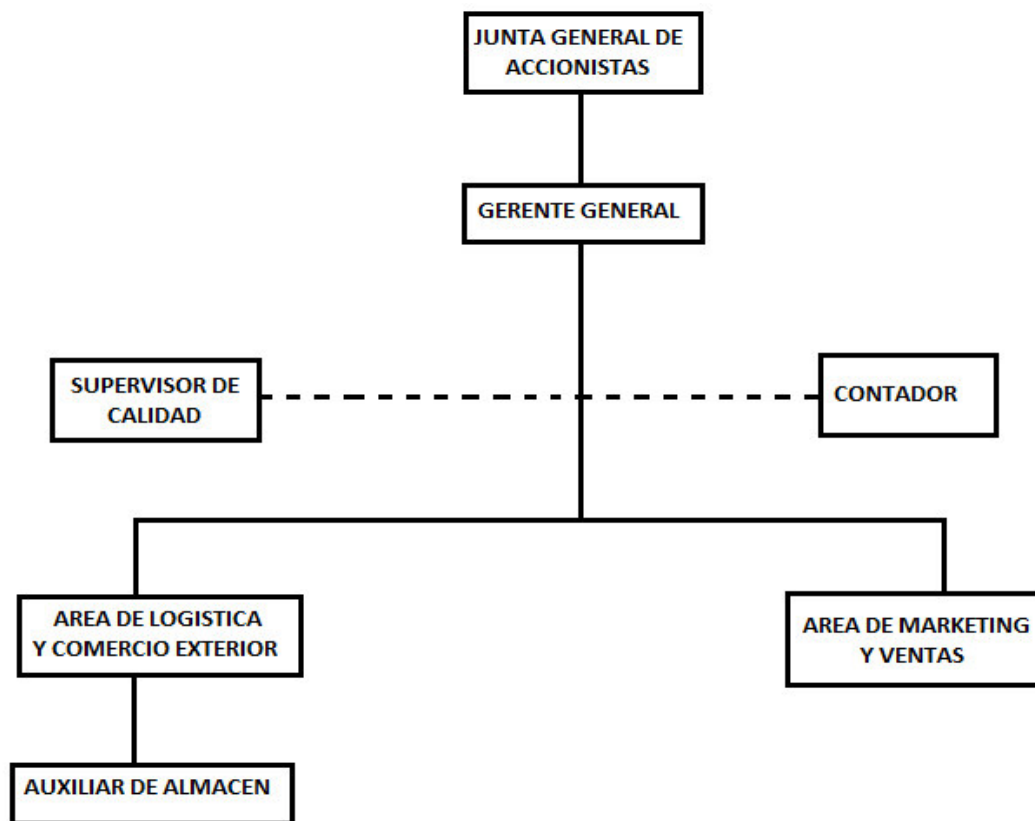 JUNTA GENERAL DE
ACCIONISTAS
GERENTE GENERAL
SUPERVISOR DE
CALIDAD
CONTADOR
AREA DE LOGISTICA
Y COMERCIO EXTERIOR
AREA DE MARKETING
Y VENTAS
AUXILIAR DE ALMACEN